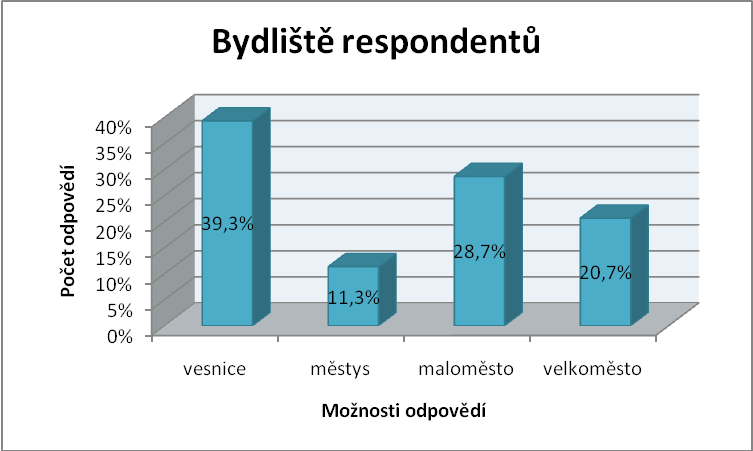 Bydliště respondentů
Počet odpovědí
40%
35%
30%
25%
20%
15%
10%
5%
0%
39,3%
11,3%
28,7%
20,7%
vesnice
městys
maloměsto
velkoměsto
Možnosti odpovědí